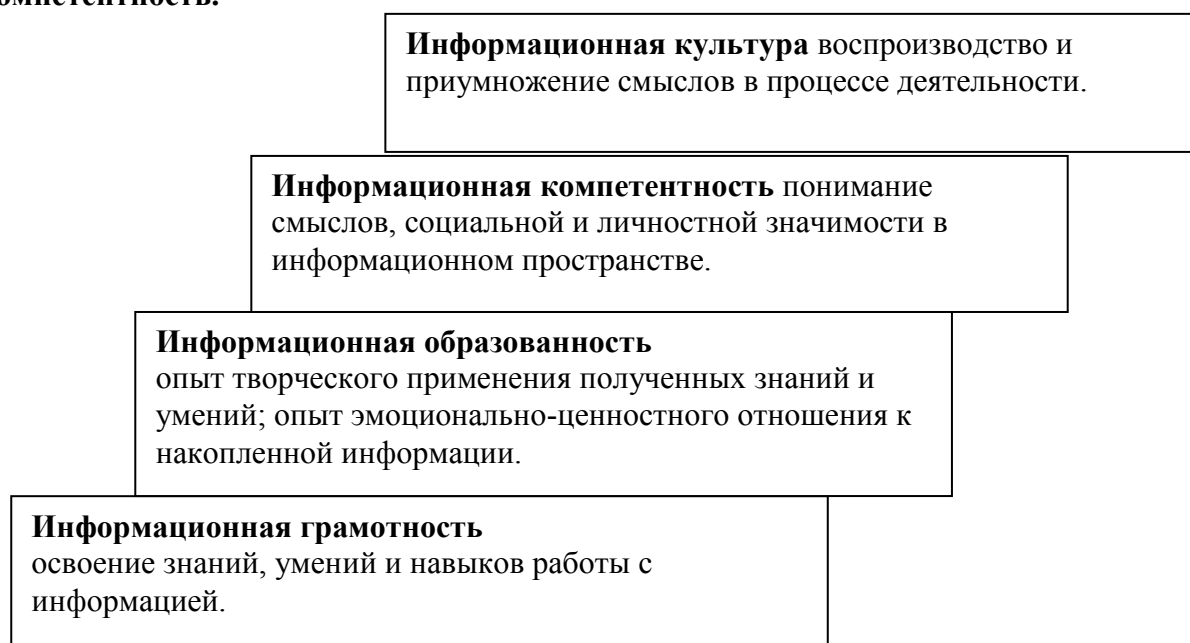 Информационная культура воспроизводство и
приумножение смыслов в процессе деятельности.
Информационная компетентность понимание
смыслов, социальной и личностной значимости в
информационном пространстве.
Информационная образованность
опыт творческого применения полученных знаний и
умений; опыт эмоционально-ценностного отношения к
накопленной информации.
Информационная грамотность
освоение знаний, умений и навыков работы с
информацией.